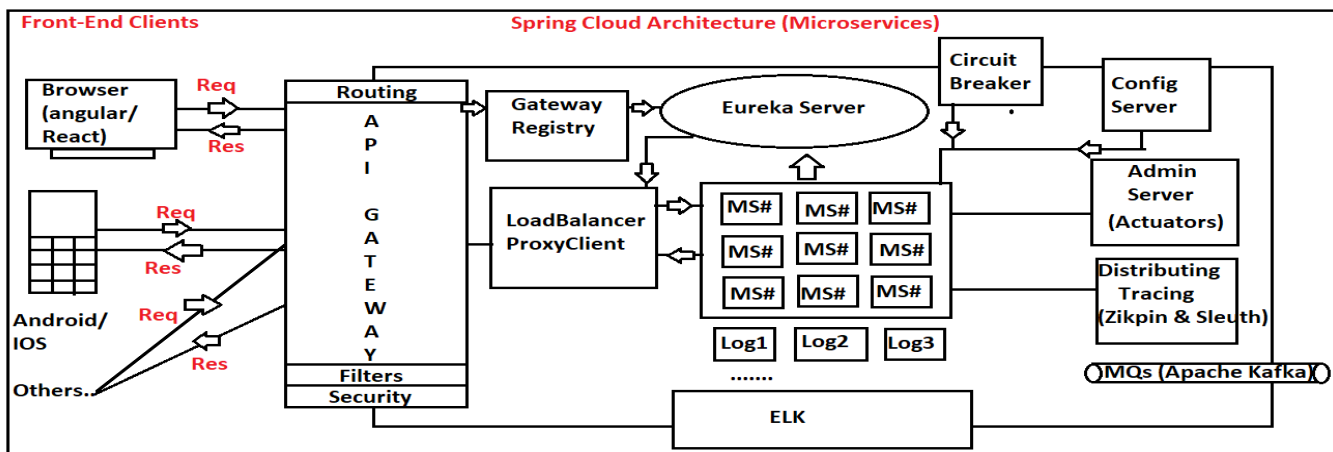 Front-End Clients
Spring Cloud Architecture (Microservices)
Browser
(angular/
React)
Req
Res
Req
Res
Android/
IOS
Req
Res
Others..
Routing
A
P
I
G
A
T
E
W
A
Y
Filters
Security
Gateway
Registry
Eureka Server
LoadBalancer
ProxyClient
MS# MS# MS#
MS# MS# MS#
MS# MS# MS#
Log1 Log2 Log3
.......
ELK
Circuit
Breaker
.
Config
Server
Admin
Server
(Actuators)
Distributing
Tracing
(Zikpin & Sleuth)
MQs (Apache Kafka)